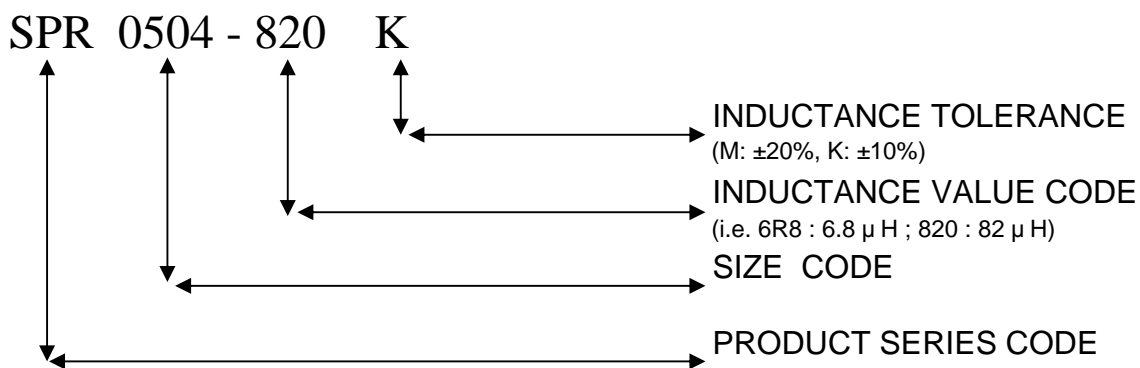 SPR 0504 - 820 K
INDUCTANCE TOLERANCE
(M: ±20%, K: ±10%)
INDUCTANCE VALUE CODE
(i.e. 6R8 : 6.8 µ H ; 820 : 82 µ H)
SIZE CODE
PRODUCT SERIES CODE